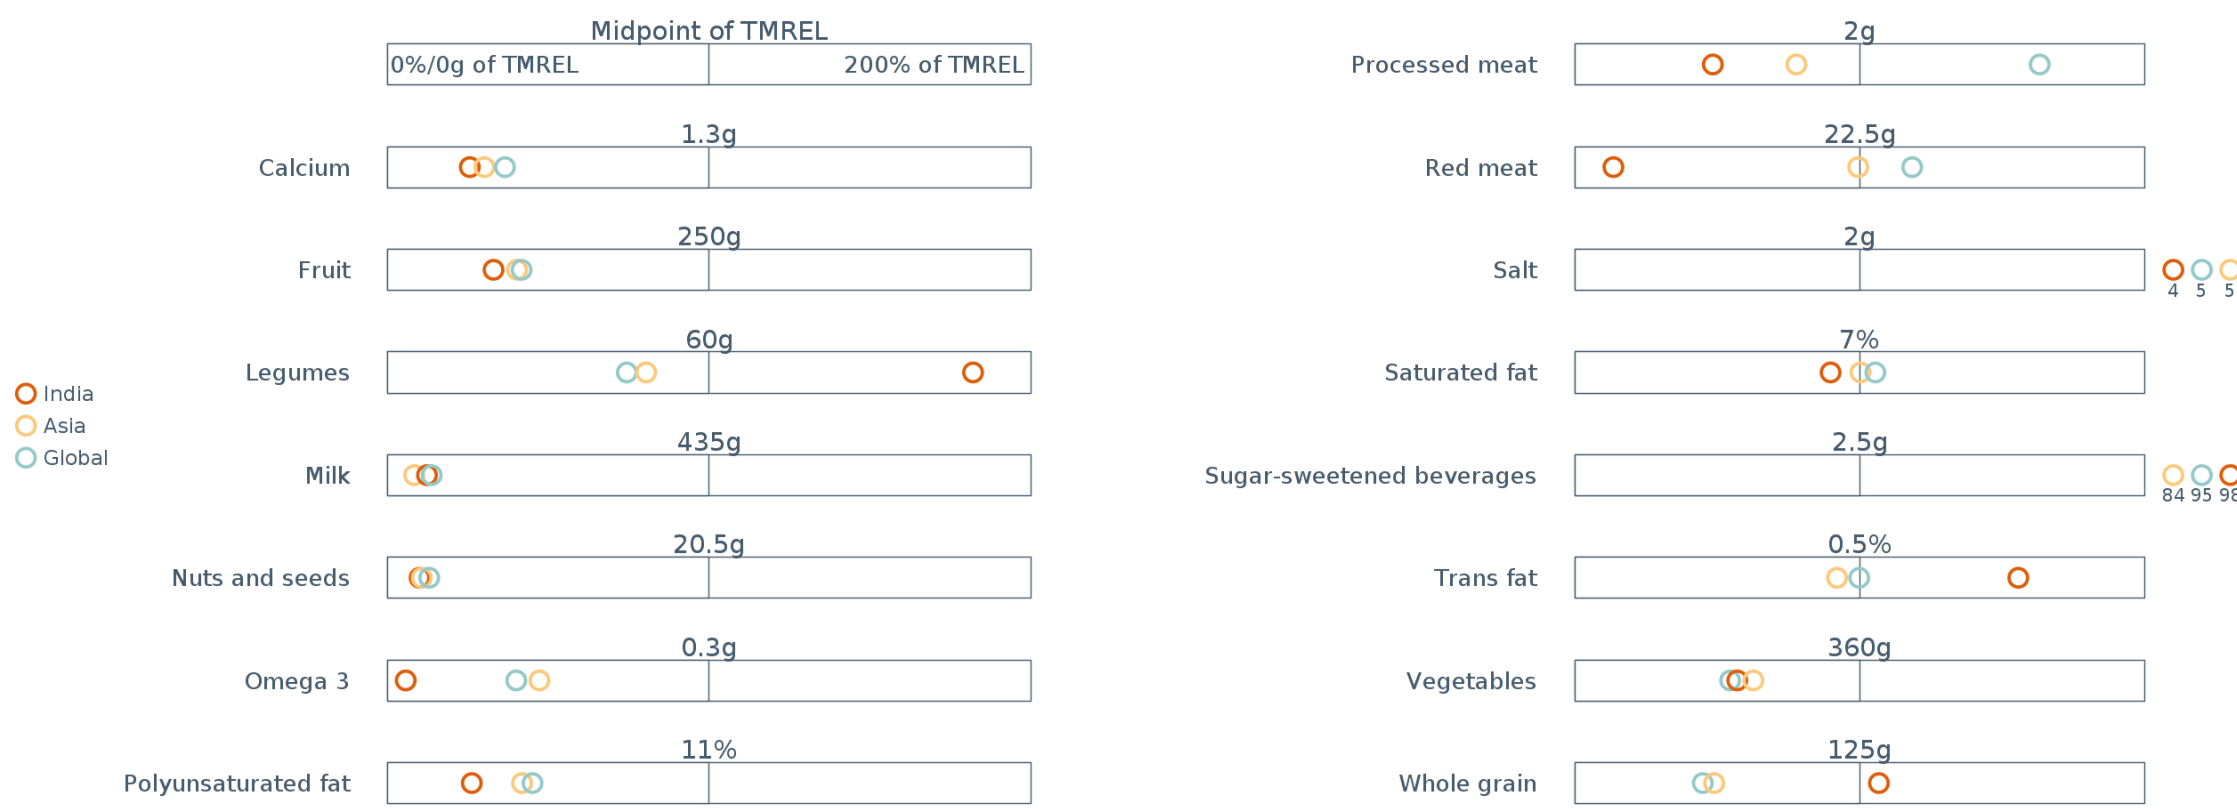 Midpoint of TMREL
0%/0g of TMREL
200% of TMREL
1.3g
Calcium
250g
Fruit
60g
Legumes
435g
Milk
20.5g
Nuts and seeds
0.3g
Omega 3
11%
Polyunsaturated fat
India
Asia
Global
2g
Processed meat
22.5g
Red meat
2g
Salt
4 5 5
7%
Saturated fat
2.5g
Sugar-sweetened beverages
84 95 98
0.5%
Trans fat
360g
Vegetables
125g
Whole grain